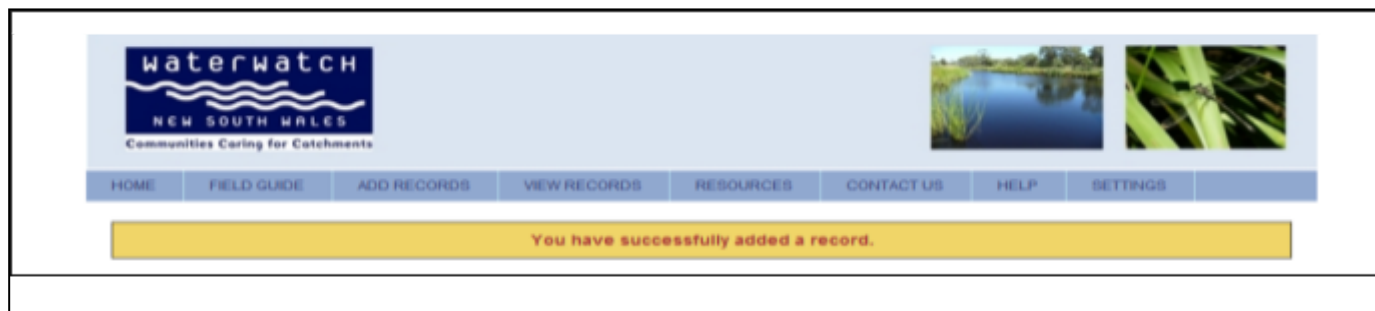 waterwatcH
NEW SOUTH WALES
Communities Caring for Catchments
HOME FIELD GUIDE ADD RECORDS VIEW RECORDS RESOURCES CONTACT US HELP SETTINGS
You have successfully added a record.